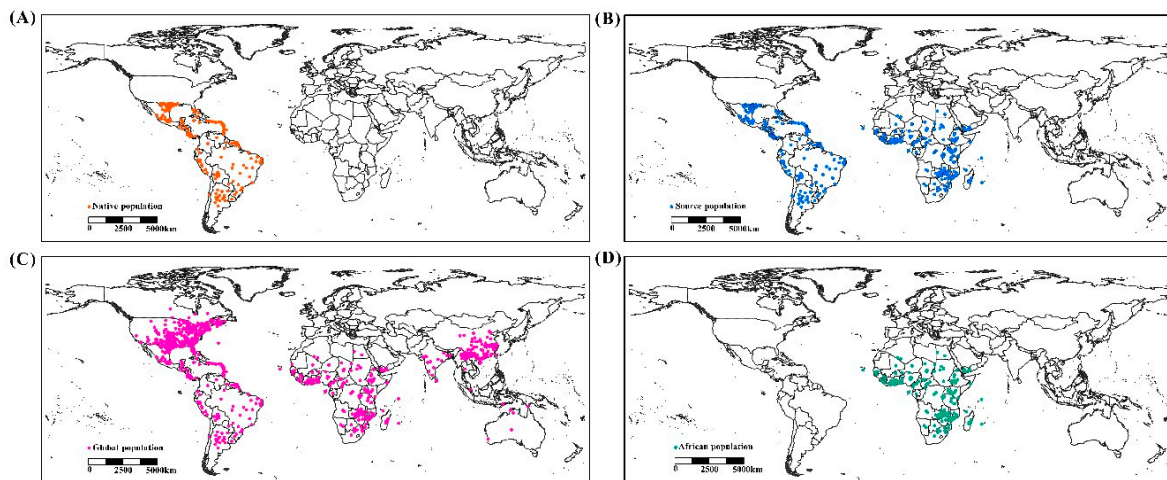 (A)
Native population
0 2500 5000km
(B)
Source population
0 2500 5000km
(C)
Global population
0 2500 5000km
(D)
African population
0 2500 5000km